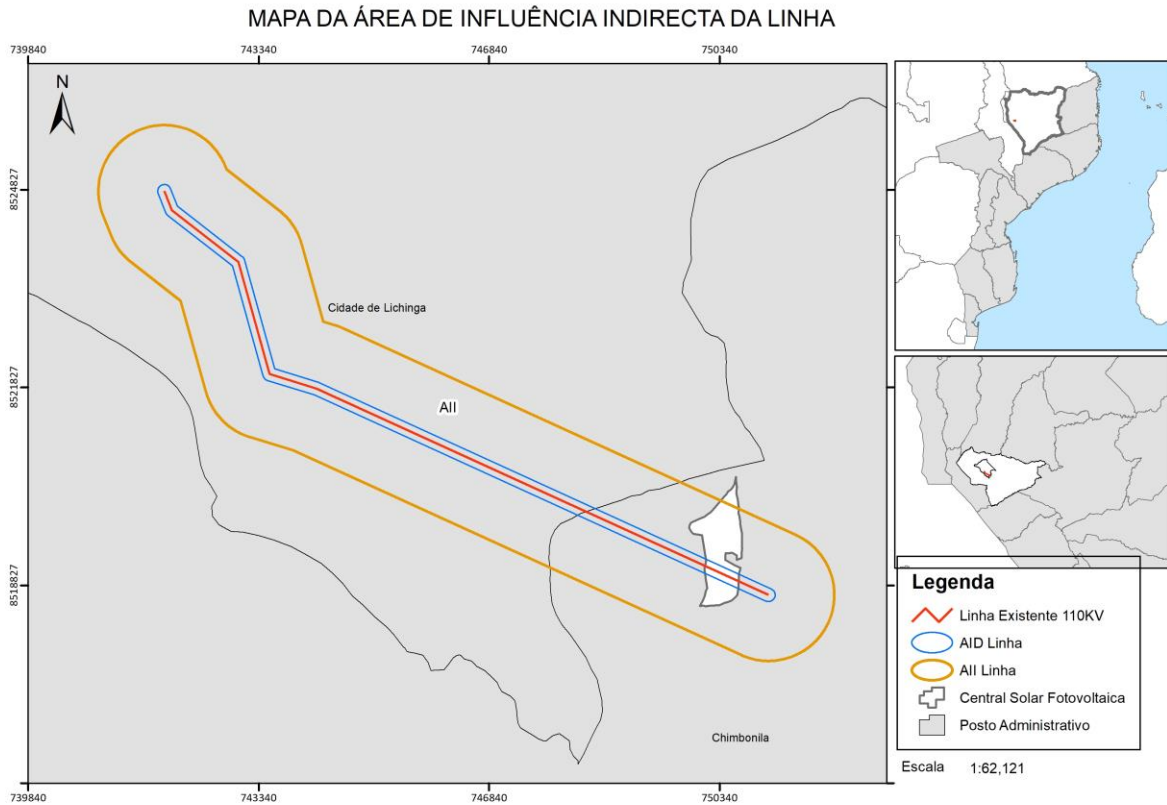 MAPA DA ÁREA DE INFLUÊNCIA INDIRECTA DA LINHA
739840
743340
746840
750340
N
8524827
8521827
8518827
Cidade de Lichinga
AII
Chimbonila
739840
743340
746840
750340
Legenda
Linha Existente 110KV
AID Linha
AII Linha
Central Solar Fotovoltaica
Posto Administrativo
Escala 1:62,121